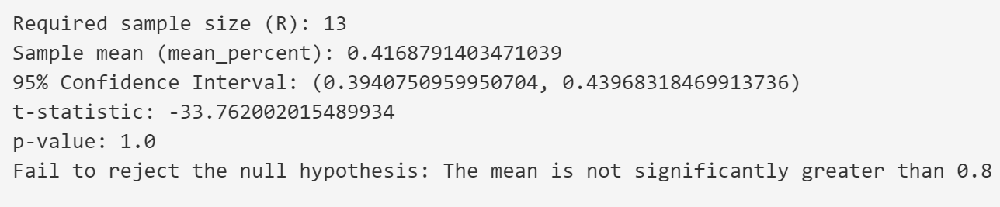 Required sample size (R): 13
Sample mean (mean_percent): 0.4168791403471039
95% Confidence Interval: (0.3940750959950704, 0.43968318469913736)
t-statistic: -33.762002015489934
p-value: 1.0
Fail to reject the null hypothesis: The mean is not significantly greater than 0.8